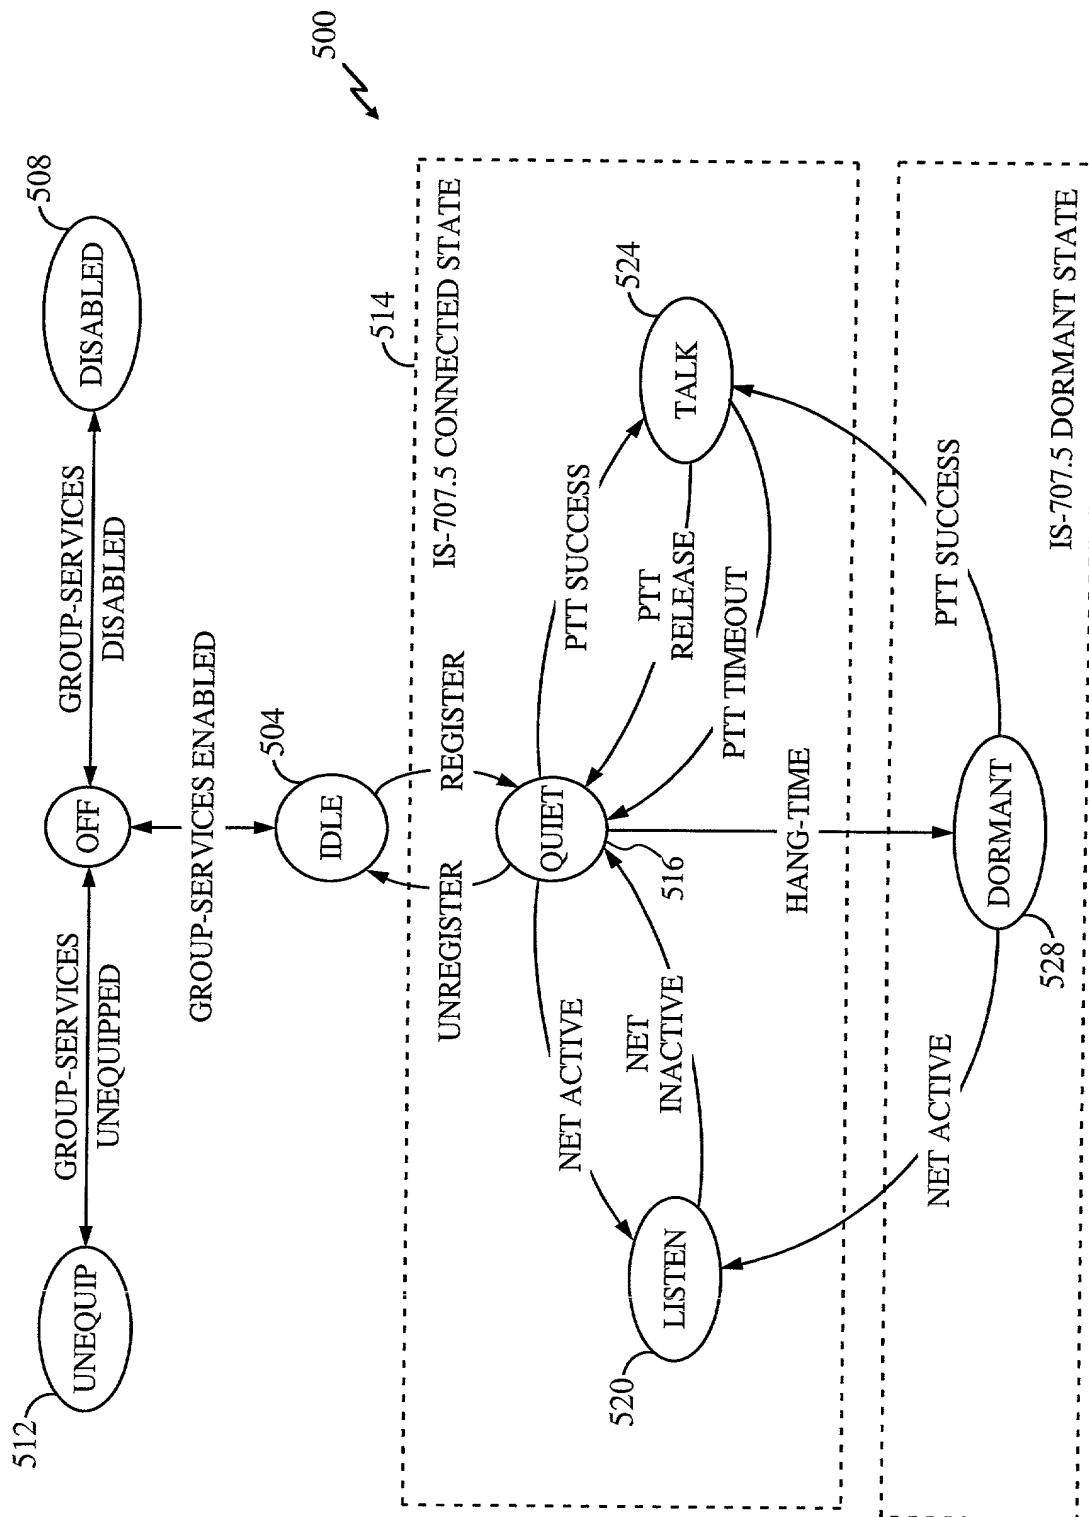 500
508
DISABLED
GROUP-SERVICES
DISABLED
OFF
GROUP-SERVICES
UNEQUIPPED
UNEQUIP
512
GROUP-SERVICES ENABLED
504
IDLE
REGISTER
UNREGISTER
514
IS-707.5 CONNECTED STATE
QUIET
516
PTT SUCCESS
PTT
RELEASE
PTT TIMEOUT
TALK
524
NET ACTIVE
NET
INACTIVE
LISTEN
520
HANG-TIME
DORMANT
528
PTT SUCCESS
NET ACTIVE
IS-707.5 DORMANT STATE